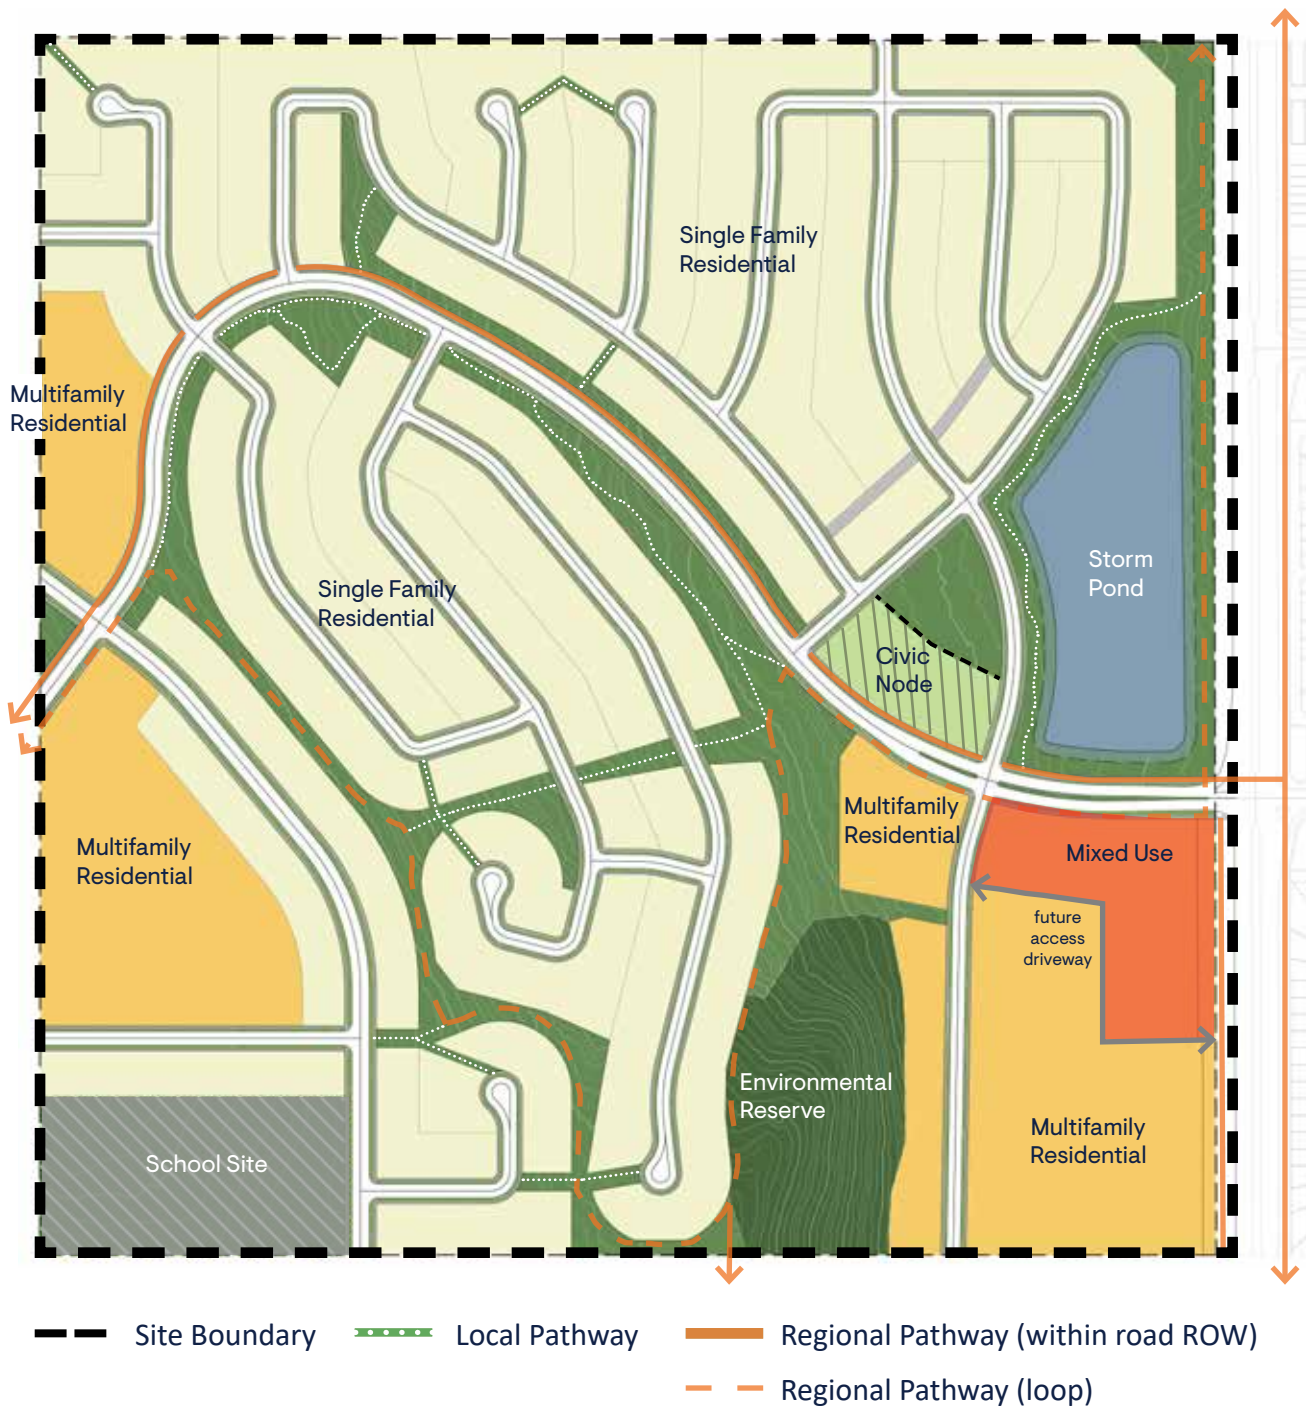 Single Family
Residential
Multifamily
Residential
Storm
Pond
Single Family
Residential
Civic
Node
Multifamily
Residential
Multifamily
Residential
Mixed Use
future
access
driveway
Environmental
Reserve
Multifamily
Residential
School Site
Site Boundary
Local Pathway
Regional Pathway (within road ROW)
Regional Pathway (loop)